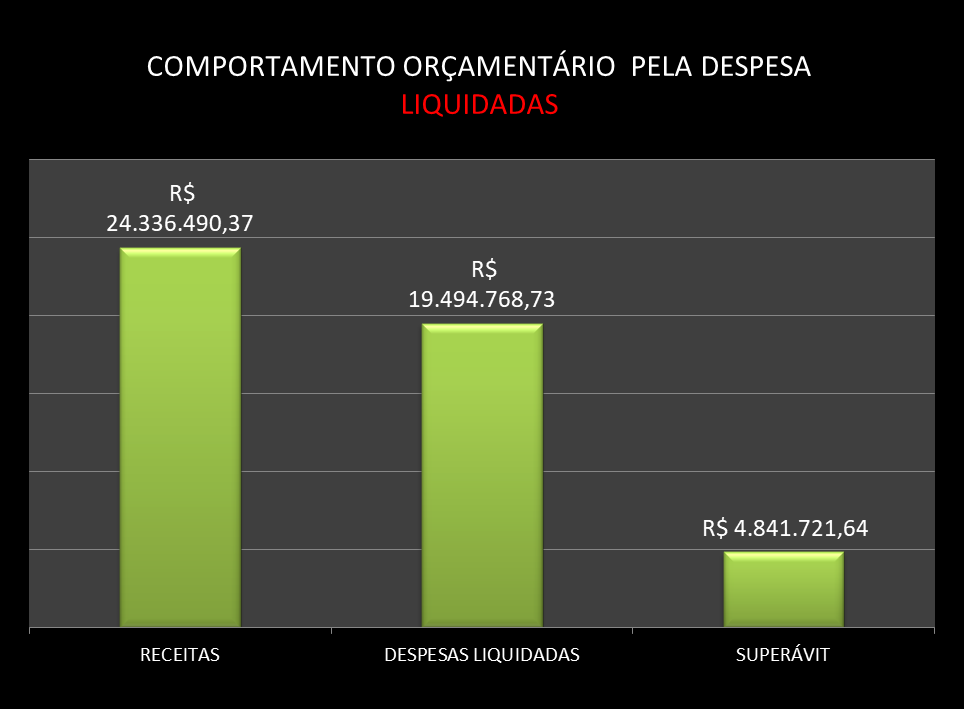 COMPORTAMENTO ORÇAMENTÁRIO  PELA DESPESA
LIQUIDADAS
R$
24.336.490,37
R$
19.494.768,73
R$ 4.841.721,64
RECEITAS
DESPESAS LIQUIDADAS
SUPERÁVIT